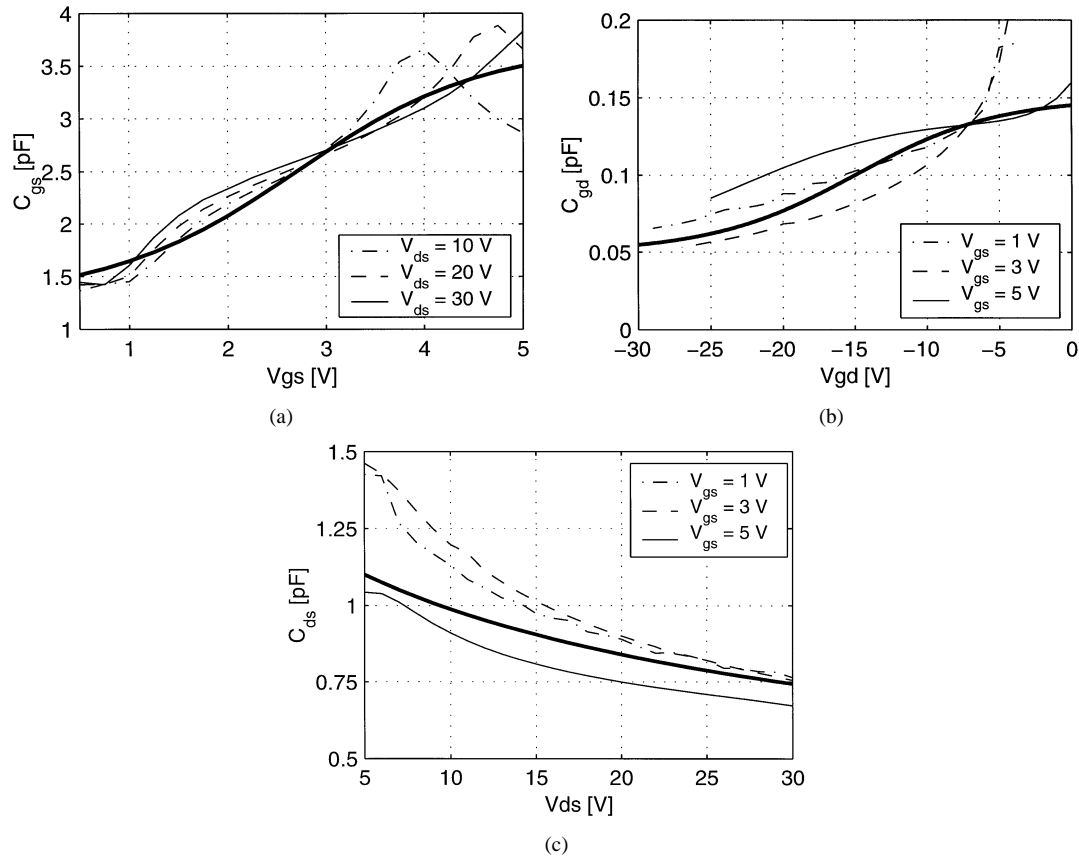 4
3.5
3
2.5
2
1.5
1
C_gs [pF]
V_ds = 10 V
V_ds = 20 V
V_ds = 30 V
1 2 3 4 5
Vgs [V]
(a)
0.2
0.15
0.1
0.05
0
C_gd [pF]
V_gs = 1 V
V_gs = 3 V
V_gs = 5 V
−30 −25 −20 −15 −10 −5 0
Vgd [V]
(b)
1.5
1.25
1
0.75
0.5
C_ds [pF]
V_gs = 1 V
V_gs = 3 V
V_gs = 5 V
5 10 15 20 25 30
Vds [V]
(c)